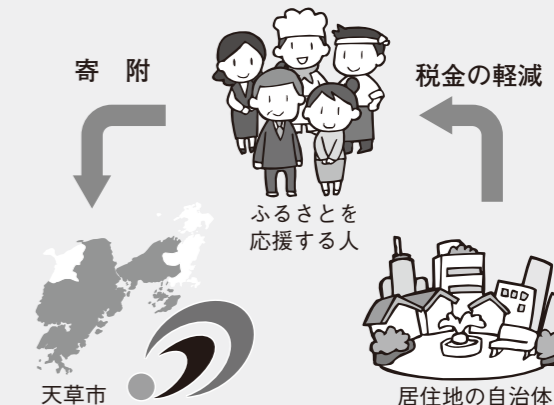 寄　附
税金の軽減
ふるさとを
応援する人
天草市
居住地の自治体